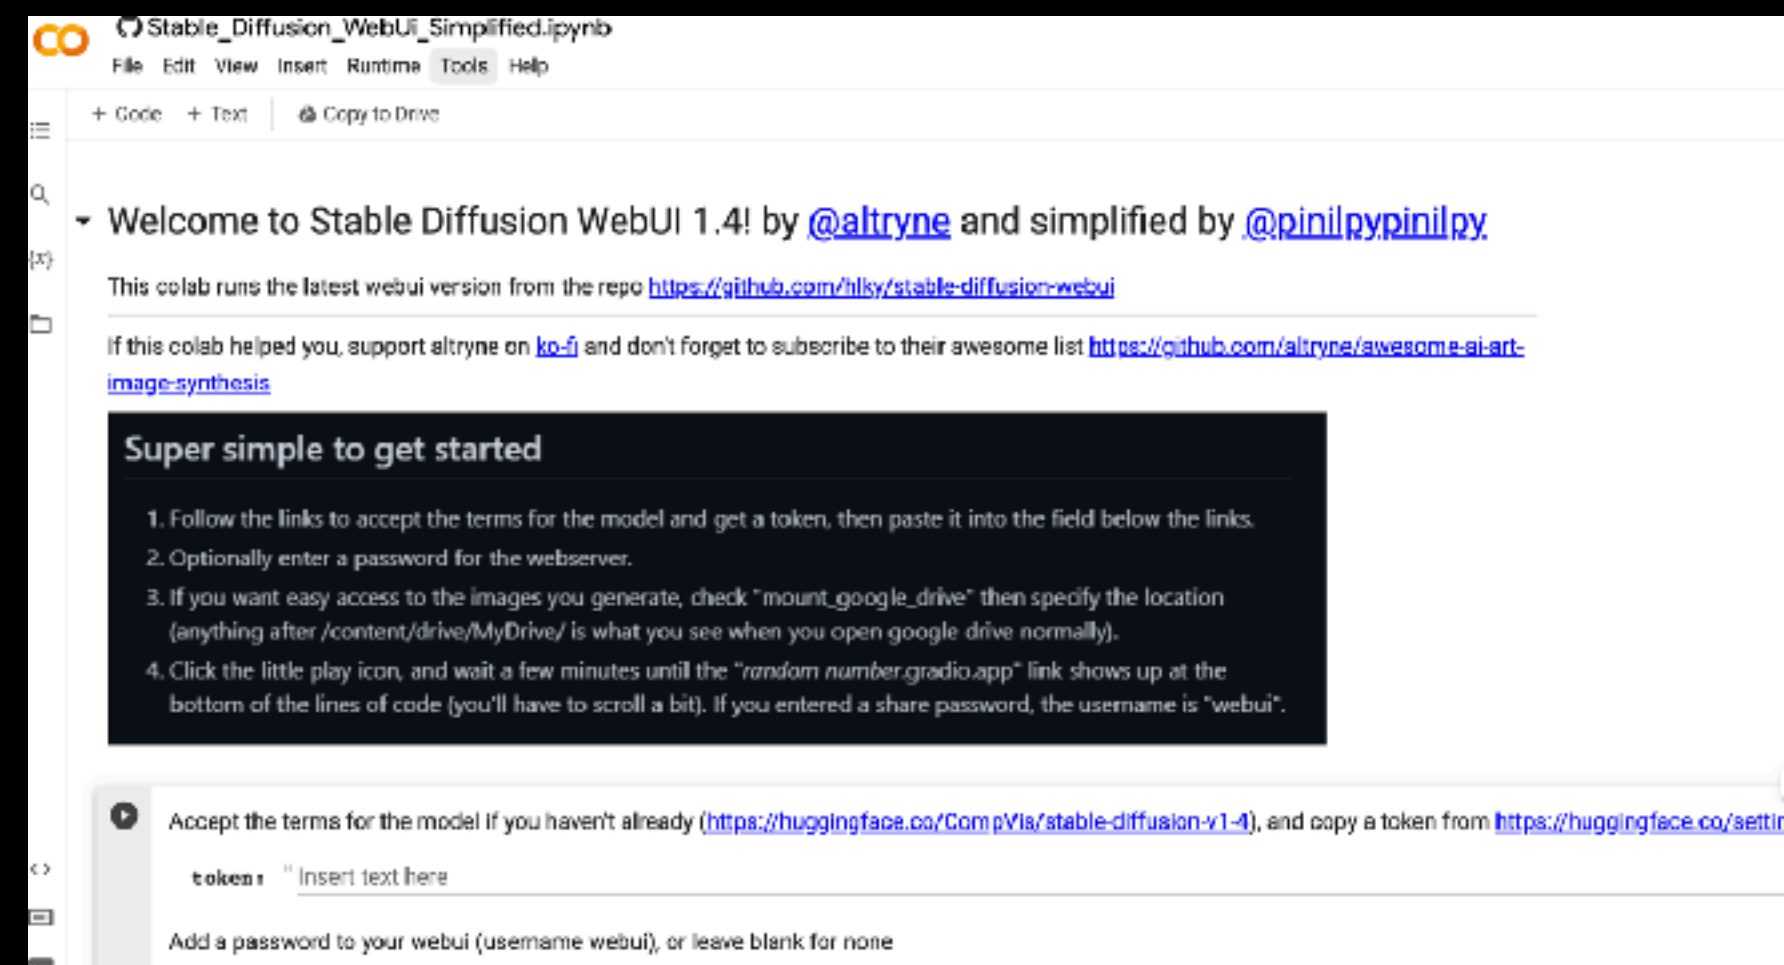 Stable_Diffusion_WebUi_Simplified.ipynb
File Edit View Insert Runtime Tools Help
+ Code + Text Copy to Drive
Welcome to Stable Diffusion WebUI 1.4! by @altryne and simplified by @pinilpypinilpy
This colab runs the latest webui version from the repo https://github.com/hlky/stable-diffusion-webui
If this colab helped you, support altryne on ko-fi and don't forget to subscribe to their awesome list https://github.com/altryne/awesome-ai-art-
image-synthesis
Super simple to get started
1. Follow the links to accept the terms for the model and get a token, then paste it into the field below the links.
2. Optionally enter a password for the webserver.
3. If you want easy access to the images you generate, check "mount_google_drive" then specify the location
(anything after /content/drive/MyDrive/ is what you see when you open google drive normally).
4. Click the little play icon, and wait a few minutes until the "random number.gradio.app" link shows up at the
bottom of the lines of code (you'll have to scroll a bit). If you entered a share password, the username is "webui".
Accept the terms for the model if you haven't already (https://huggingface.co/CompVis/stable-diffusion-v1-4), and copy a token from https://huggingface.co/settin
token: " Insert text here
Add a password to your webui (username webui), or leave blank for none